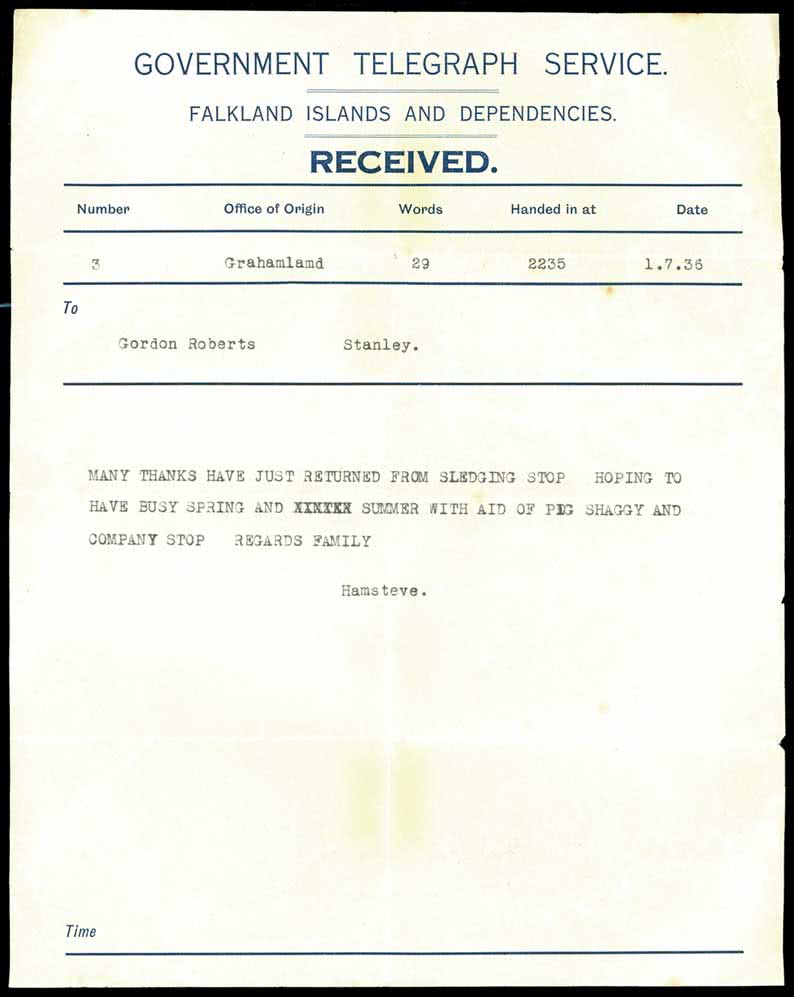 GOVERNMENT TELEGRAPH SERVICE.
FALKLAND ISLANDS AND DEPENDENCIES.
RECEIVED.
Number Office of Origin Words Handed in at Date
3 Grahamlamd 29 2235 1.7.36
To
Gordon Roberts Stanley.
MANY THANKS HAVE JUST RETURNED FROM SLEDGING STOP HOPING TO
HAVE BUSY SPRING AND XXXXXX SUMMER WITH AID OF PIG SHAGGY AND
COMPANY STOP REGARDS FAMILY
Hamsteve.
Time